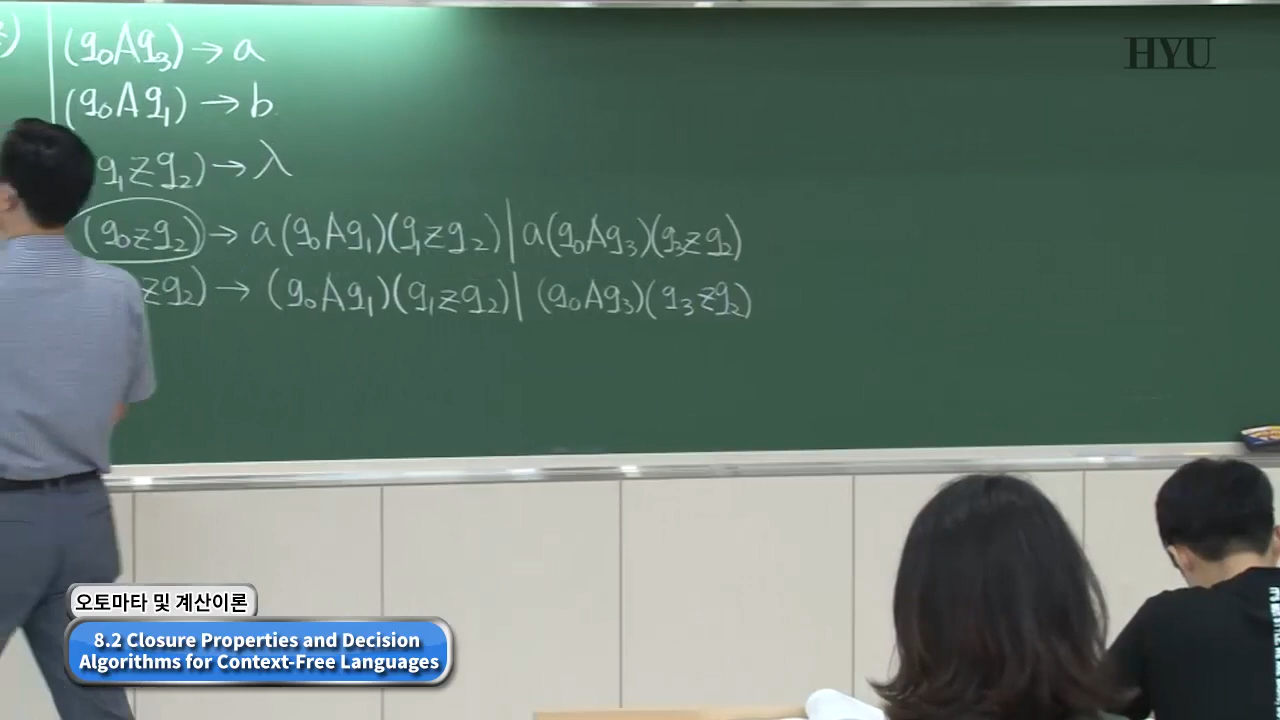 (q₀Aq₃) → a
HYU
(q₀Aq₁) → b
q₁zq₂) → λ
(q₀zq₂) → a(q₀Aq₁)(q₁zq₂) | a(q₀Aq₃)(q₃zq₂)
zq₂) → (q₀Aq₁)(q₁zq₂) | (q₀Aq₃)(q₃zq₂)
오토마타 및 계산이론
8.2 Closure Properties and Decision
Algorithms for Context-Free Languages